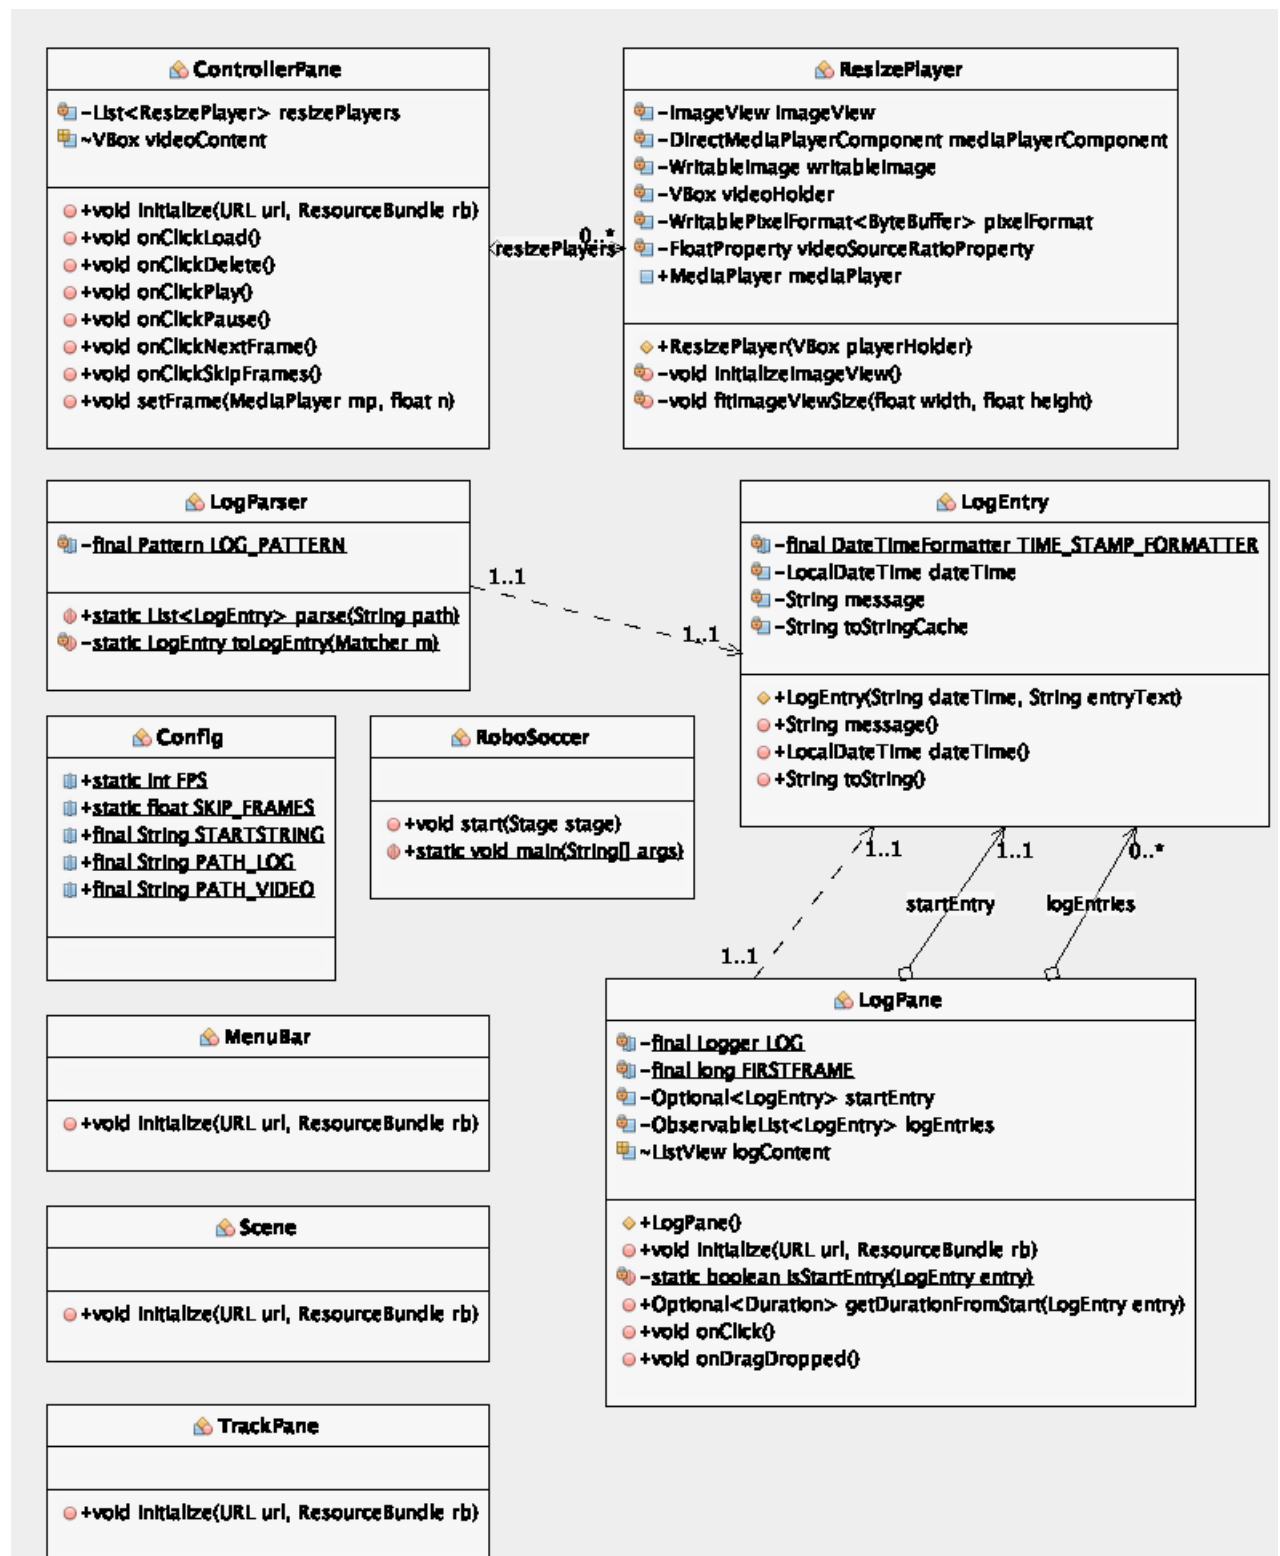 ControllerPane
-List<ResizePlayer> resizePlayers
~VBox videoContent
+void initialize(URL url, ResourceBundle rb)
+void onClickLoad()
+void onClickDelete()
+void onClickPlay()
+void onClickPause()
+void onClickNextFrame()
+void onClickSkipFrames()
+void setFrame(MediaPlayer mp, float n)
resizePlayers
0..*
ResizePlayer
-ImageView imageView
-DirectMediaPlayerComponent mediaPlayerComponent
-WritableImage writableImage
-VBox videoHolder
-WritablePixelFormat<ByteBuffer> pixelFormat
-FloatProperty videoSourceRatioProperty
+MediaPlayer mediaPlayer
+ResizePlayer(VBox playerHolder)
-void initializeImageView()
-void fitImageViewSize(float width, float height)
LogParser
-final Pattern LOG_PATTERN
+static List<LogEntry> parse(String path)
-static LogEntry toLogEntry(Matcher m)
1..1
1..1
LogEntry
-final DateTimeFormatter TIME_STAMP_FORMATTER
-LocalDateTime dateTime
-String message
-String toStringCache
+LogEntry(String dateTime, String entryText)
+String message()
+LocalDateTime dateTime()
+String toString()
Config
+static int FPS
+static float SKIP_FRAMES
+final String STARTSTRING
+final String PATH_LOG
+final String PATH_VIDEO
RoboSoccer
+void start(Stage stage)
+static void main(String[] args)
1..1
1..1
0..*
startEntry
logEntries
1..1
LogPane
-final Logger LOG
-final long FIRSTFRAME
-Optional<LogEntry> startEntry
-ObservableList<LogEntry> logEntries
~ListView logContent
+LogPane()
+void initialize(URL url, ResourceBundle rb)
-static boolean isStartEntry(LogEntry entry)
+Optional<Duration> getDurationFromStart(LogEntry entry)
+void onClick()
+void onDragDropped()
MenuBar
+void initialize(URL url, ResourceBundle rb)
Scene
+void initialize(URL url, ResourceBundle rb)
TrackPane
+void initialize(URL url, ResourceBundle rb)